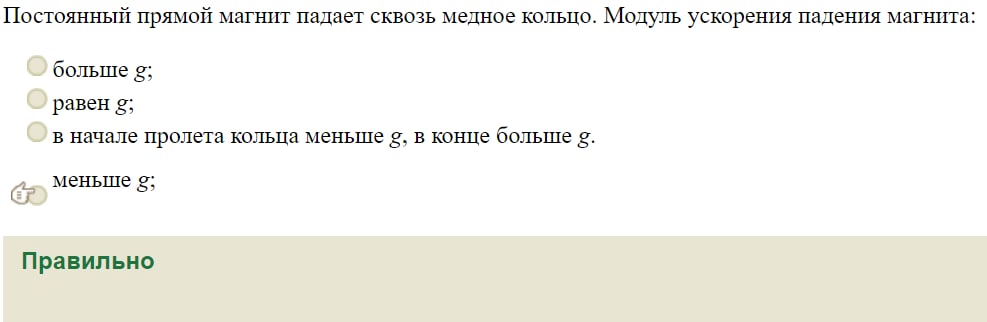 Постоянный прямой магнит падает сквозь медное кольцо. Модуль ускорения падения магнита:
больше g;
равен g;
в начале пролета кольца меньше g, в конце больше g.
меньше g;
Правильно